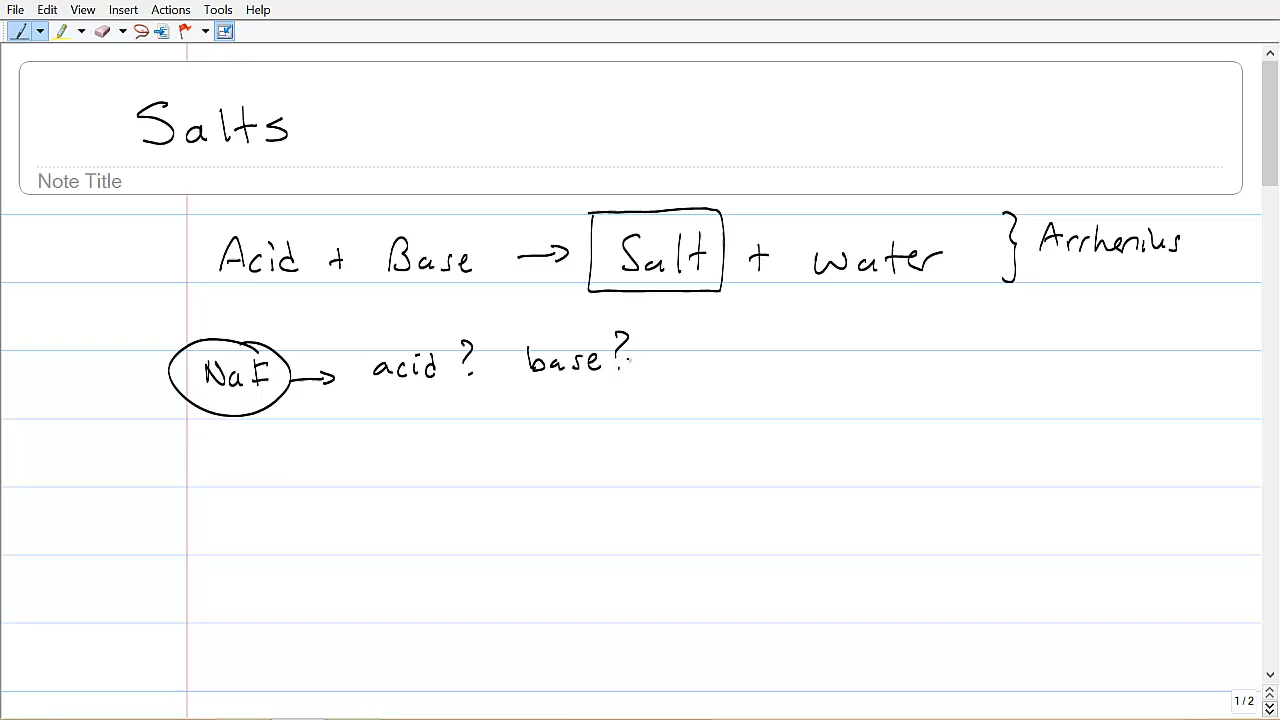 File Edit View Insert Actions Tools Help
Salts
Note Title
Acid + Base → Salt + water } Arrhenius
→ acid? base?
1/2